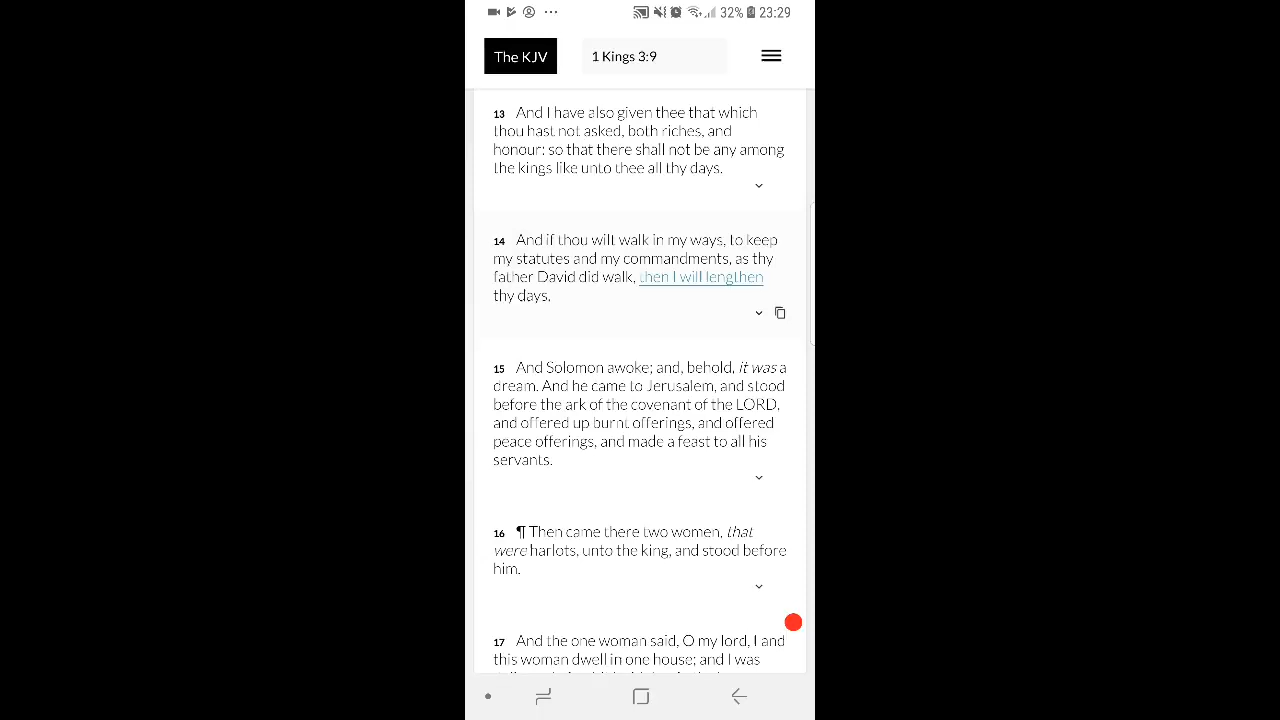 32% 23:29
The KJV
1 Kings 3:9
13 And I have also given thee that which
thou hast not asked, both riches, and
honour: so that there shall not be any among
the kings like unto thee all thy days.
14 And if thou wilt walk in my ways, to keep
my statutes and my commandments, as thy
father David did walk, then I will lengthen
thy days.
15 And Solomon awoke; and, behold, it was a
dream. And he came to Jerusalem, and stood
before the ark of the covenant of the LORD,
and offered up burnt offerings, and offered
peace offerings, and made a feast to all his
servants.
16 ¶ Then came there two women, that
were harlots, unto the king, and stood before
him.
17 And the one woman said, O my lord, I and
this woman dwell in one house; and I was